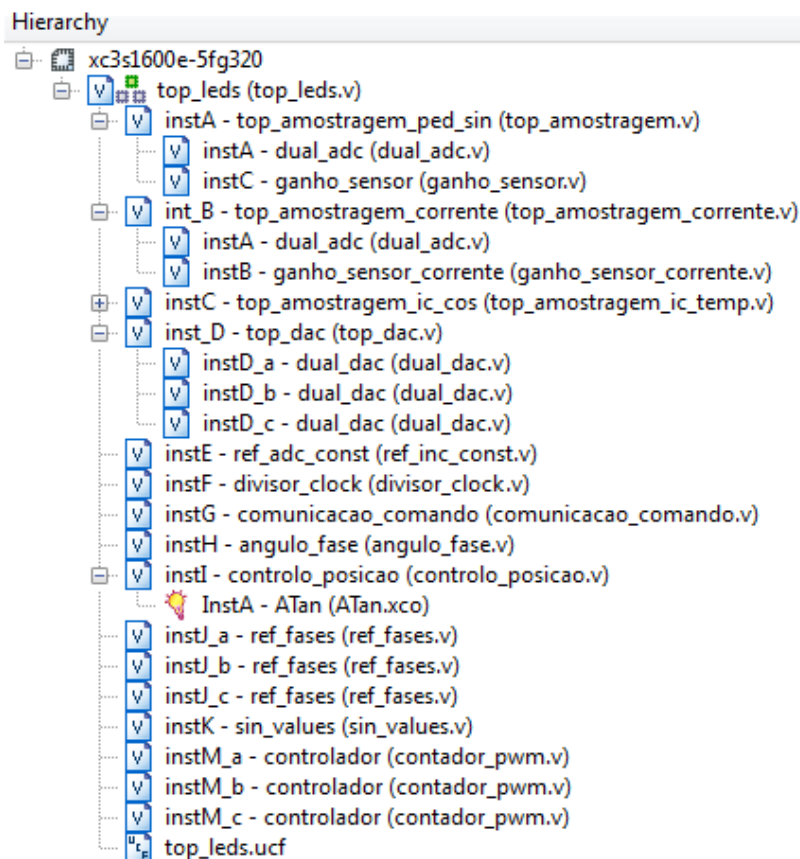 Hierarchy
xc3s1600e-5fg320
top_leds (top_leds.v)
instA - top_amostragem_ped_sin (top_amostragem.v)
instA - dual_adc (dual_adc.v)
instC - ganho_sensor (ganho_sensor.v)
int_B - top_amostragem_corrente (top_amostragem_corrente.v)
instA - dual_adc (dual_adc.v)
instB - ganho_sensor_corrente (ganho_sensor_corrente.v)
instC - top_amostragem_ic_cos (top_amostragem_ic_temp.v)
inst_D - top_dac (top_dac.v)
instD_a - dual_dac (dual_dac.v)
instD_b - dual_dac (dual_dac.v)
instD_c - dual_dac (dual_dac.v)
instE - ref_adc_const (ref_inc_const.v)
instF - divisor_clock (divisor_clock.v)
instG - comunicacao_comando (comunicacao_comando.v)
instH - angulo_fase (angulo_fase.v)
instI - controlo_posicao (controlo_posicao.v)
InstA - ATan (ATan.xco)
instJ_a - ref_fases (ref_fases.v)
instJ_b - ref_fases (ref_fases.v)
instJ_c - ref_fases (ref_fases.v)
instK - sin_values (sin_values.v)
instM_a - controlador (contador_pwm.v)
instM_b - controlador (contador_pwm.v)
instM_c - controlador (contador_pwm.v)
top_leds.ucf